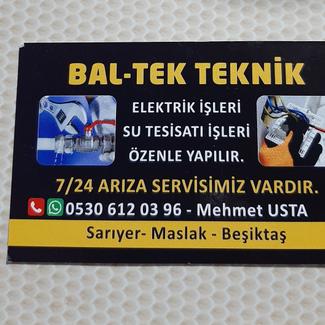 BAL-TEK TEKNİK
ELEKTRİK İŞLERİ
SU TESİSATI İŞLERİ
ÖZENLE YAPILIR.
7/24 ARIZA SERVİSİMİZ VARDIR.
0530 612 03 96 - Mehmet USTA
Sarıyer- Maslak - Beşiktaş